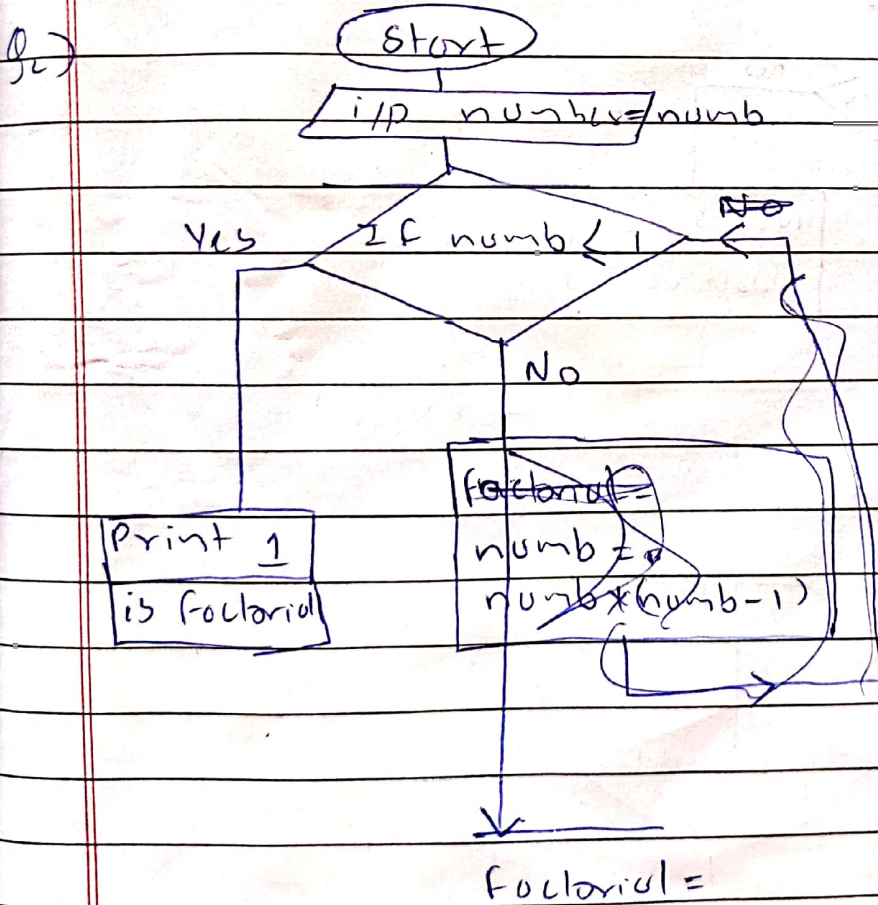 Q2)
Start
i/p number=numb
If numb < 1
No
Yes
No
factorial =
numb =
numb*(numb-1)
Print 1
is factorial
factorial =